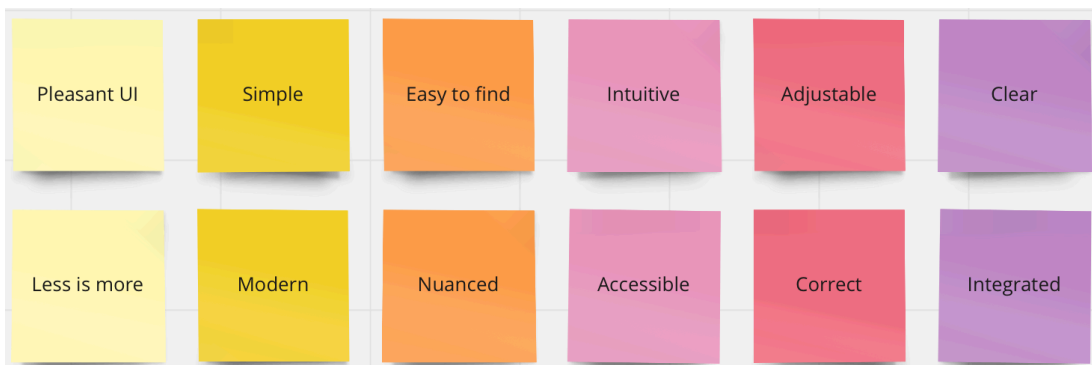 Pleasant UI
Simple
Easy to find
Intuitive
Adjustable
Clear
Less is more
Modern
Nuanced
Accessible
Correct
Integrated